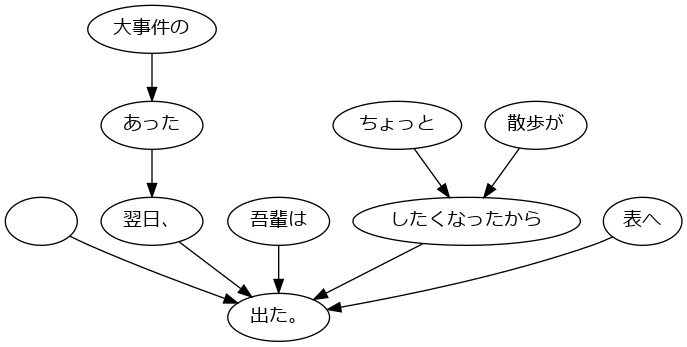 大事件の
あった
ちょっと
散歩が
翌日、
吾輩は
したくなったから
表へ
出た。